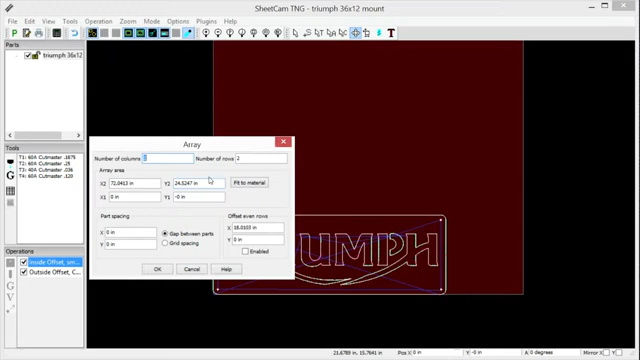 SheetCam TNG - triumph 36x12 mount
File Edit View Tools Operation Zoom Options Plugins Help
Parts
triumph 36x12
Tools
T1: 60A Cutmaster .1875
T2: 60A Cutmaster .25
T3: 60A Cutmaster .036
T4: 60A Cutmaster .120
Operations
Inside Offset, sm...
Outside Offset, C...
Array
Number of columns Number of rows 2
Array area
X2 72.0413 in Y2 24.5247 in Fit to material
X1 0 in Y1 -0 in
Part spacing Offset even rows
X 0 in Gap between parts X 18.0103 in
Y 0 in Grid spacing Y 0 in
Enabled
OK Cancel Help
UMPH
21.6789 in, 15.7641 in Pos X 0 in Y -0 in A 0 degrees Mirror X Y